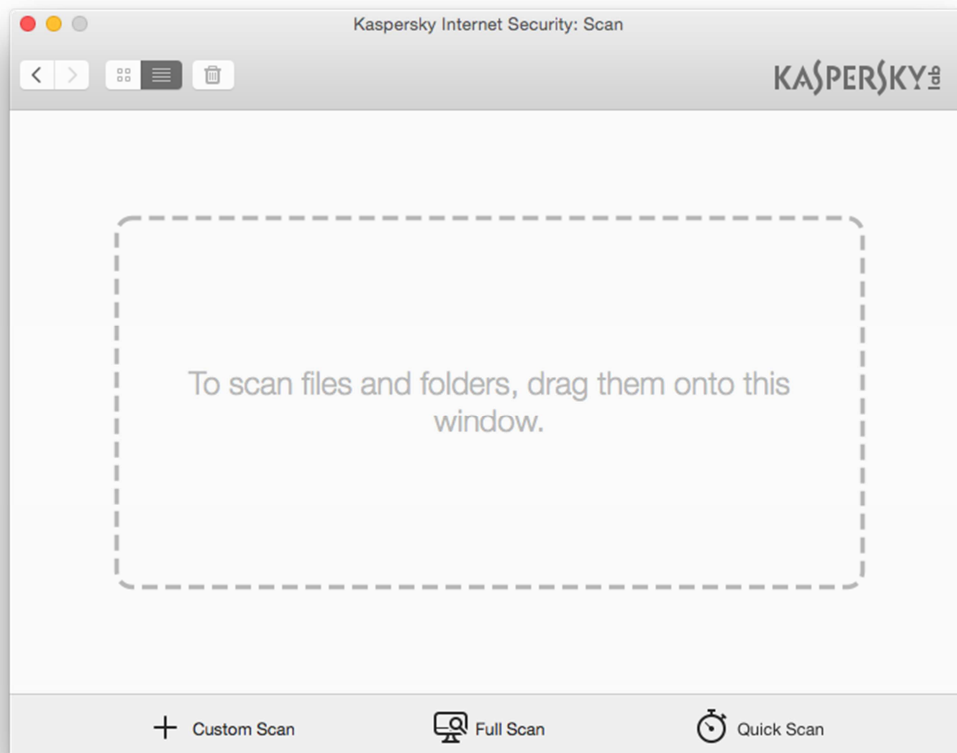 Kaspersky Internet Security: Scan
KASPERSKY lab
To scan files and folders, drag them onto this
window.
Custom Scan
Full Scan
Quick Scan